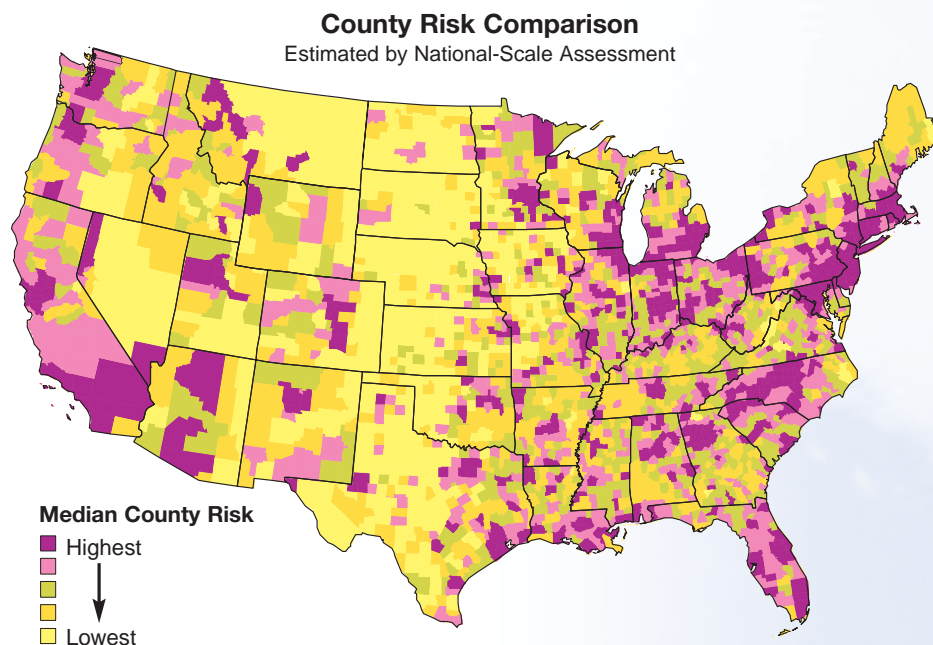 County Risk Comparison
Estimated by National-Scale Assessment
Median County Risk
Highest
Lowest